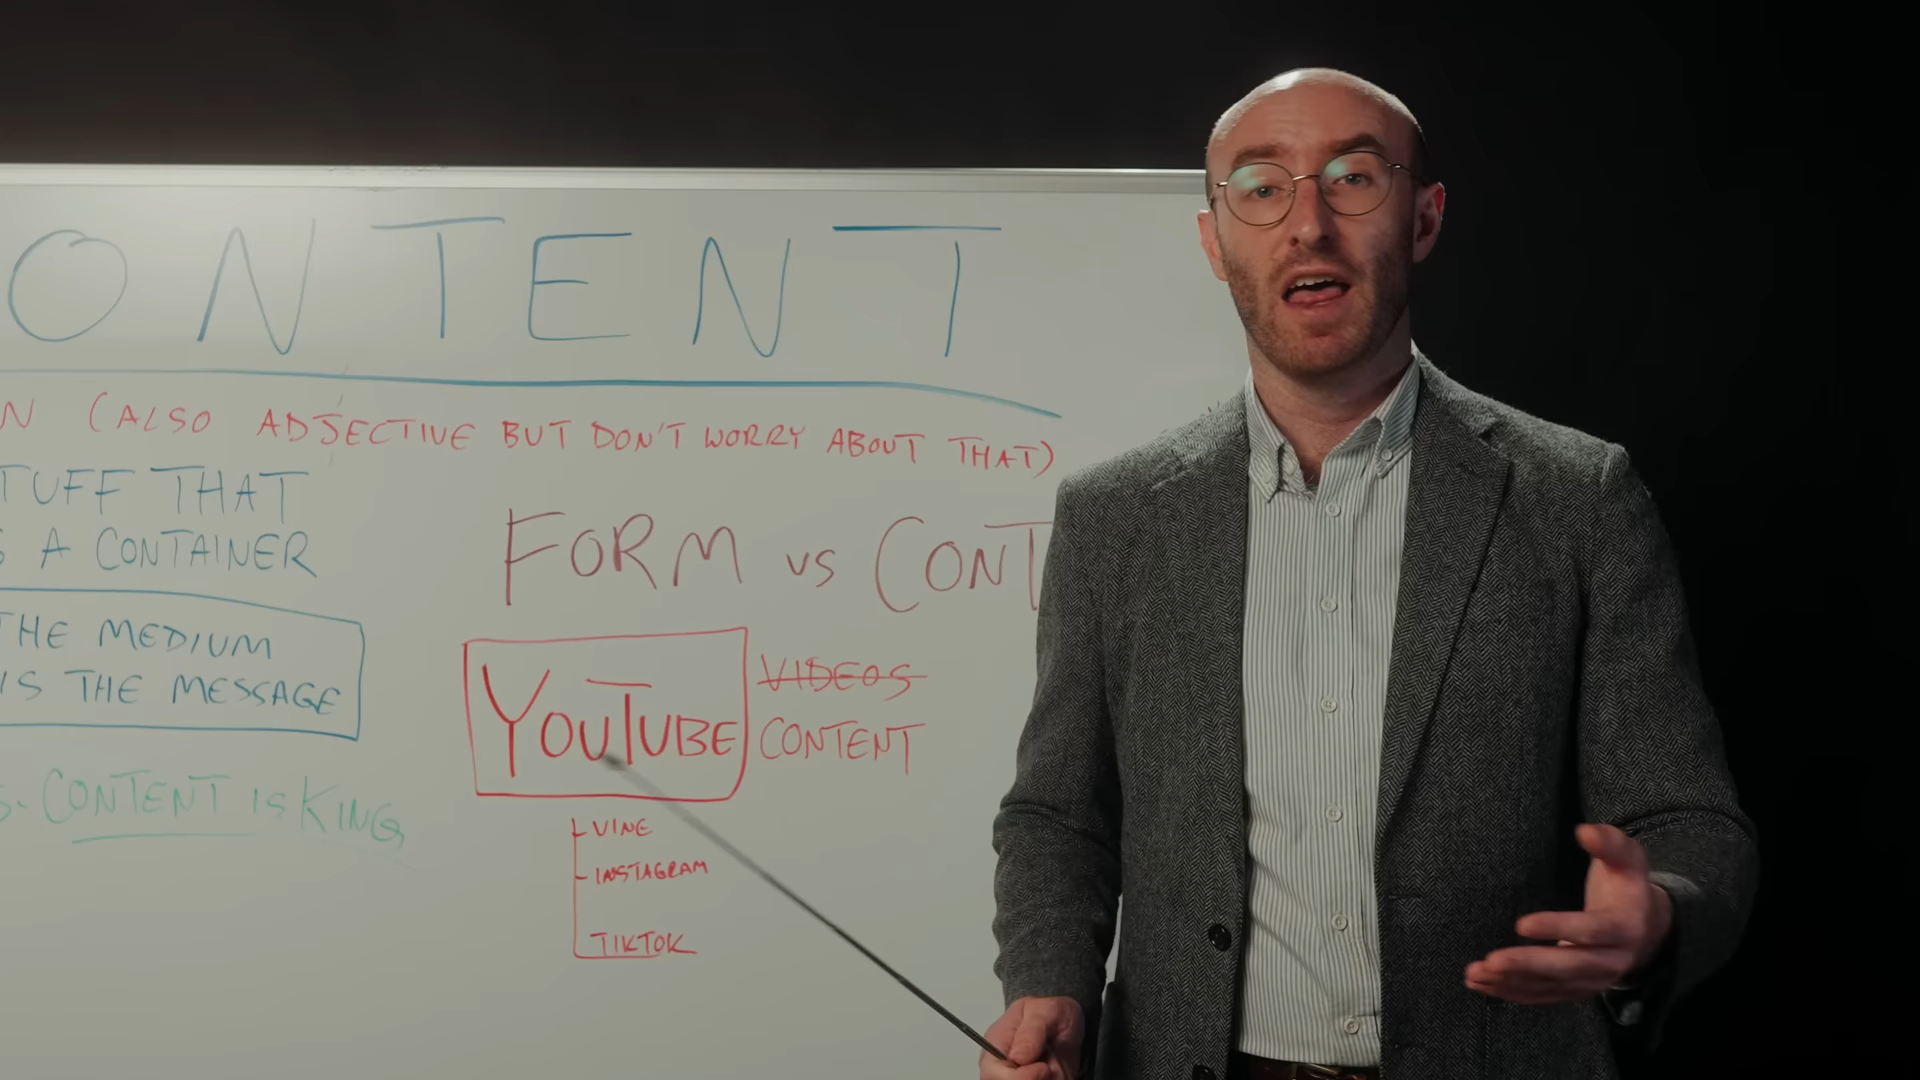 ONTENT
N (ALSO ADJECTIVE BUT DON'T WORRY ABOUT THAT)
TUFF THAT
S A CONTAINER
THE MEDIUM
IS THE MESSAGE
S. CONTENT IS KING
FORM VS CONT
YOUTUBE
VIDEOS
CONTENT
VINE
INSTAGRAM
TIKTOK